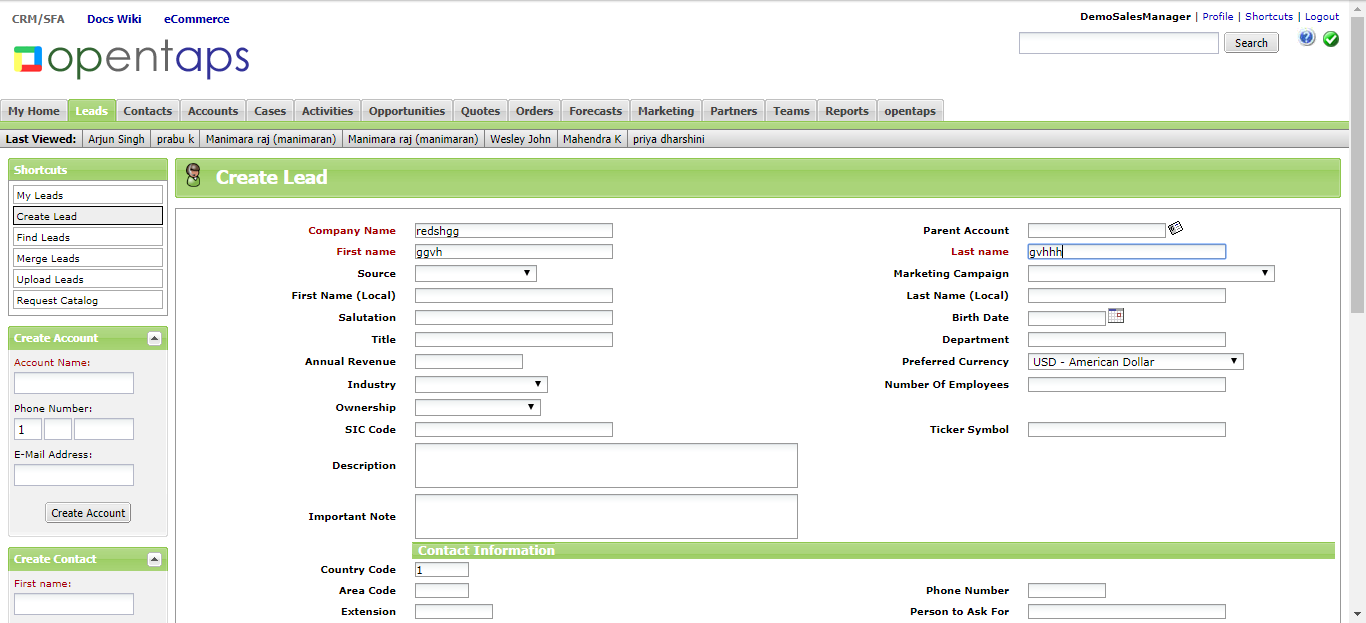 CRM/SFA Docs Wiki eCommerce
DemoSalesManager | Profile | Shortcuts | Logout
opentaps
Search
My Home Leads Contacts Accounts Cases Activities Opportunities Quotes Orders Forecasts Marketing Partners Teams Reports opentaps
Last Viewed: Arjun Singh prabu k Manimara raj (manimaran) Manimara raj (manimaran) Wesley John Mahendra K priya dharshini
Shortcuts
My Leads
Create Lead
Find Leads
Merge Leads
Upload Leads
Request Catalog
Create Account
Account Name:
Phone Number:
1
E-Mail Address:
Create Account
Create Contact
First name:
Create Lead
Company Name redshgg Parent Account
First name ggvh Last name gvhhh
Source Marketing Campaign
First Name (Local) Last Name (Local)
Salutation Birth Date
Title Department
Annual Revenue Preferred Currency USD - American Dollar
Industry Number Of Employees
Ownership
SIC Code Ticker Symbol
Description
Important Note
Contact Information
Country Code 1
Area Code Phone Number
Extension Person to Ask For